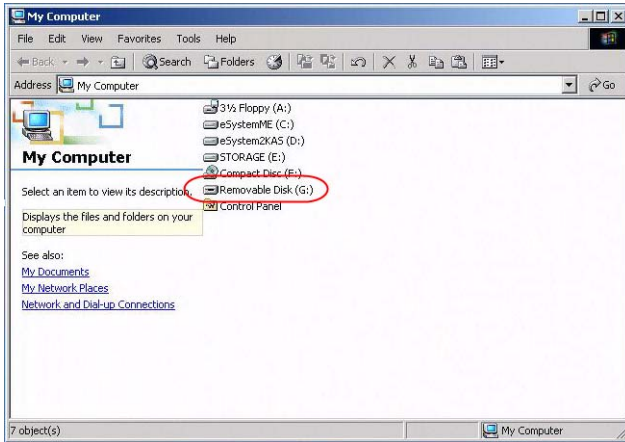 My Computer
File Edit View Favorites Tools Help
Back Search Folders
Address My Computer Go
My Computer
Select an item to view its description.
Displays the files and folders on your
computer
See also:
My Documents
My Network Places
Network and Dial-up Connections
3½ Floppy (A:)
eSystemME (C:)
eSystem2KAS (D:)
STORAGE (E:)
Compact Disc (F:)
Removable Disk (G:)
Control Panel
7 object(s) My Computer